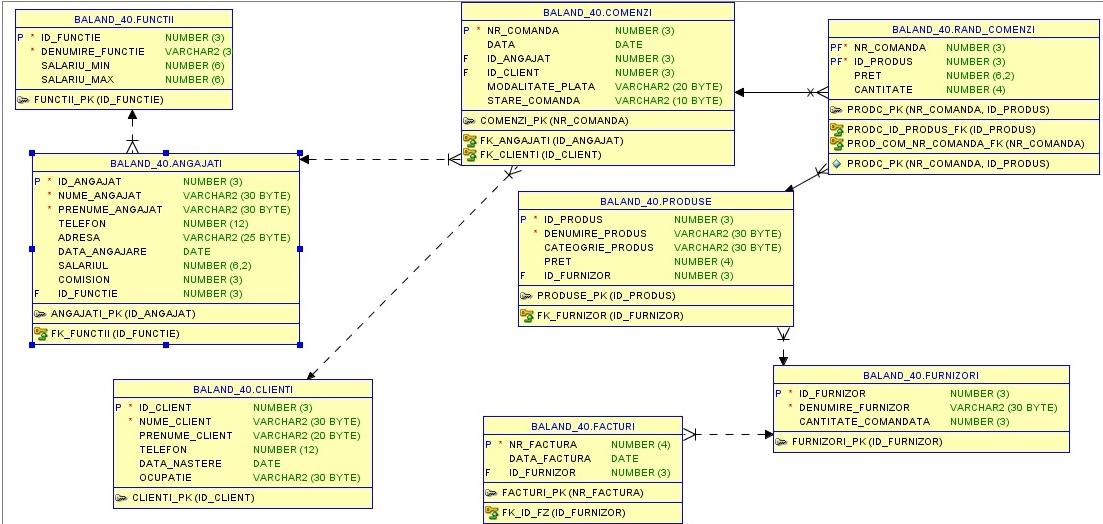 BALAND_40.FUNCTII
P * ID_FUNCTIE NUMBER (3)
* DENUMIRE_FUNCTIE VARCHAR2 (3
SALARIU_MIN NUMBER (6)
SALARIU_MAX NUMBER (6)
FUNCTII_PK (ID_FUNCTIE)
BALAND_40.COMENZI
P * NR_COMANDA NUMBER (3)
DATA DATE
F ID_ANGAJAT NUMBER (3)
F ID_CLIENT NUMBER (3)
MODALITATE_PLATA VARCHAR2 (20 BYTE)
STARE_COMANDA VARCHAR2 (10 BYTE)
COMENZI_PK (NR_COMANDA)
FK_ANGAJATI (ID_ANGAJAT)
FK_CLIENTI (ID_CLIENT)
BALAND_40.RAND_COMENZI
PF* NR_COMANDA NUMBER (3)
PF* ID_PRODUS NUMBER (3)
PRET NUMBER (6,2)
CANTITATE NUMBER (4)
PRODC_PK (NR_COMANDA, ID_PRODUS)
PRODC_ID_PRODUS_FK (ID_PRODUS)
PROD_COM_NR_COMANDA_FK (NR_COMANDA)
PRODC_PK (NR_COMANDA, ID_PRODUS)
BALAND_40.ANGAJATI
P * ID_ANGAJAT NUMBER (3)
* NUME_ANGAJAT VARCHAR2 (30 BYTE)
* PRENUME_ANGAJAT VARCHAR2 (30 BYTE)
TELEFON NUMBER (12)
ADRESA VARCHAR2 (25 BYTE)
DATA_ANGAJARE DATE
SALARIUL NUMBER (6,2)
COMISION NUMBER (3)
F ID_FUNCTIE NUMBER (3)
ANGAJATI_PK (ID_ANGAJAT)
FK_FUNCTII (ID_FUNCTIE)
BALAND_40.PRODUSE
P * ID_PRODUS NUMBER (3)
* DENUMIRE_PRODUS VARCHAR2 (30 BYTE)
CATEOGRIE_PRODUS VARCHAR2 (30 BYTE)
PRET NUMBER (4)
F ID_FURNIZOR NUMBER (3)
PRODUSE_PK (ID_PRODUS)
FK_FURNIZOR (ID_FURNIZOR)
BALAND_40.CLIENTI
P * ID_CLIENT NUMBER (3)
* NUME_CLIENT VARCHAR2 (30 BYTE)
PRENUME_CLIENT VARCHAR2 (20 BYTE)
TELEFON NUMBER (12)
DATA_NASTERE DATE
OCUPATIE VARCHAR2 (30 BYTE)
CLIENTI_PK (ID_CLIENT)
BALAND_40.FACTURI
P * NR_FACTURA NUMBER (4)
DATA_FACTURA DATE
F ID_FURNIZOR NUMBER (3)
FACTURI_PK (NR_FACTURA)
FK_ID_FZ (ID_FURNIZOR)
BALAND_40.FURNIZORI
P * ID_FURNIZOR NUMBER (3)
* DENUMIRE_FURNIZOR VARCHAR2 (30 BYTE)
CANTITATE_COMANDATA NUMBER (3)
FURNIZORI_PK (ID_FURNIZOR)